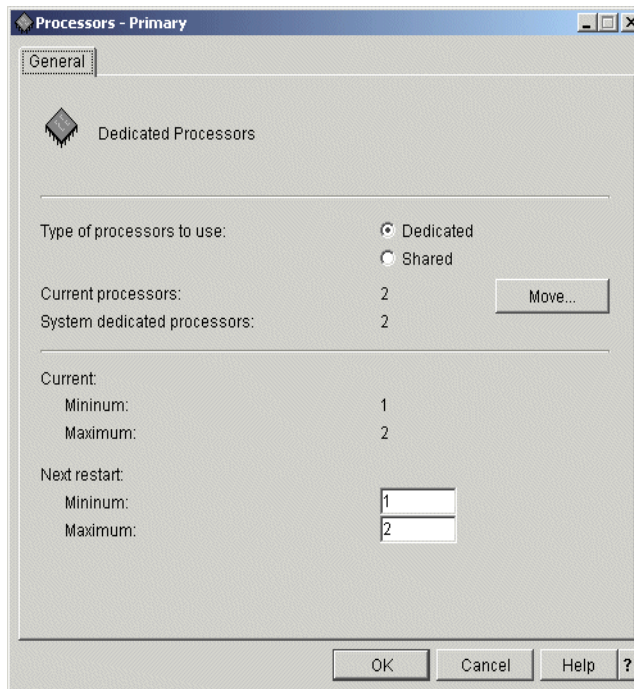 Processors - Primary
General
Dedicated Processors
Type of processors to use:
Dedicated
Shared
Current processors:
2
Move...
System dedicated processors:
2
Current:
Mininum:
1
Maximum:
2
Next restart:
Mininum:
1
Maximum:
2
OK
Cancel
Help
?